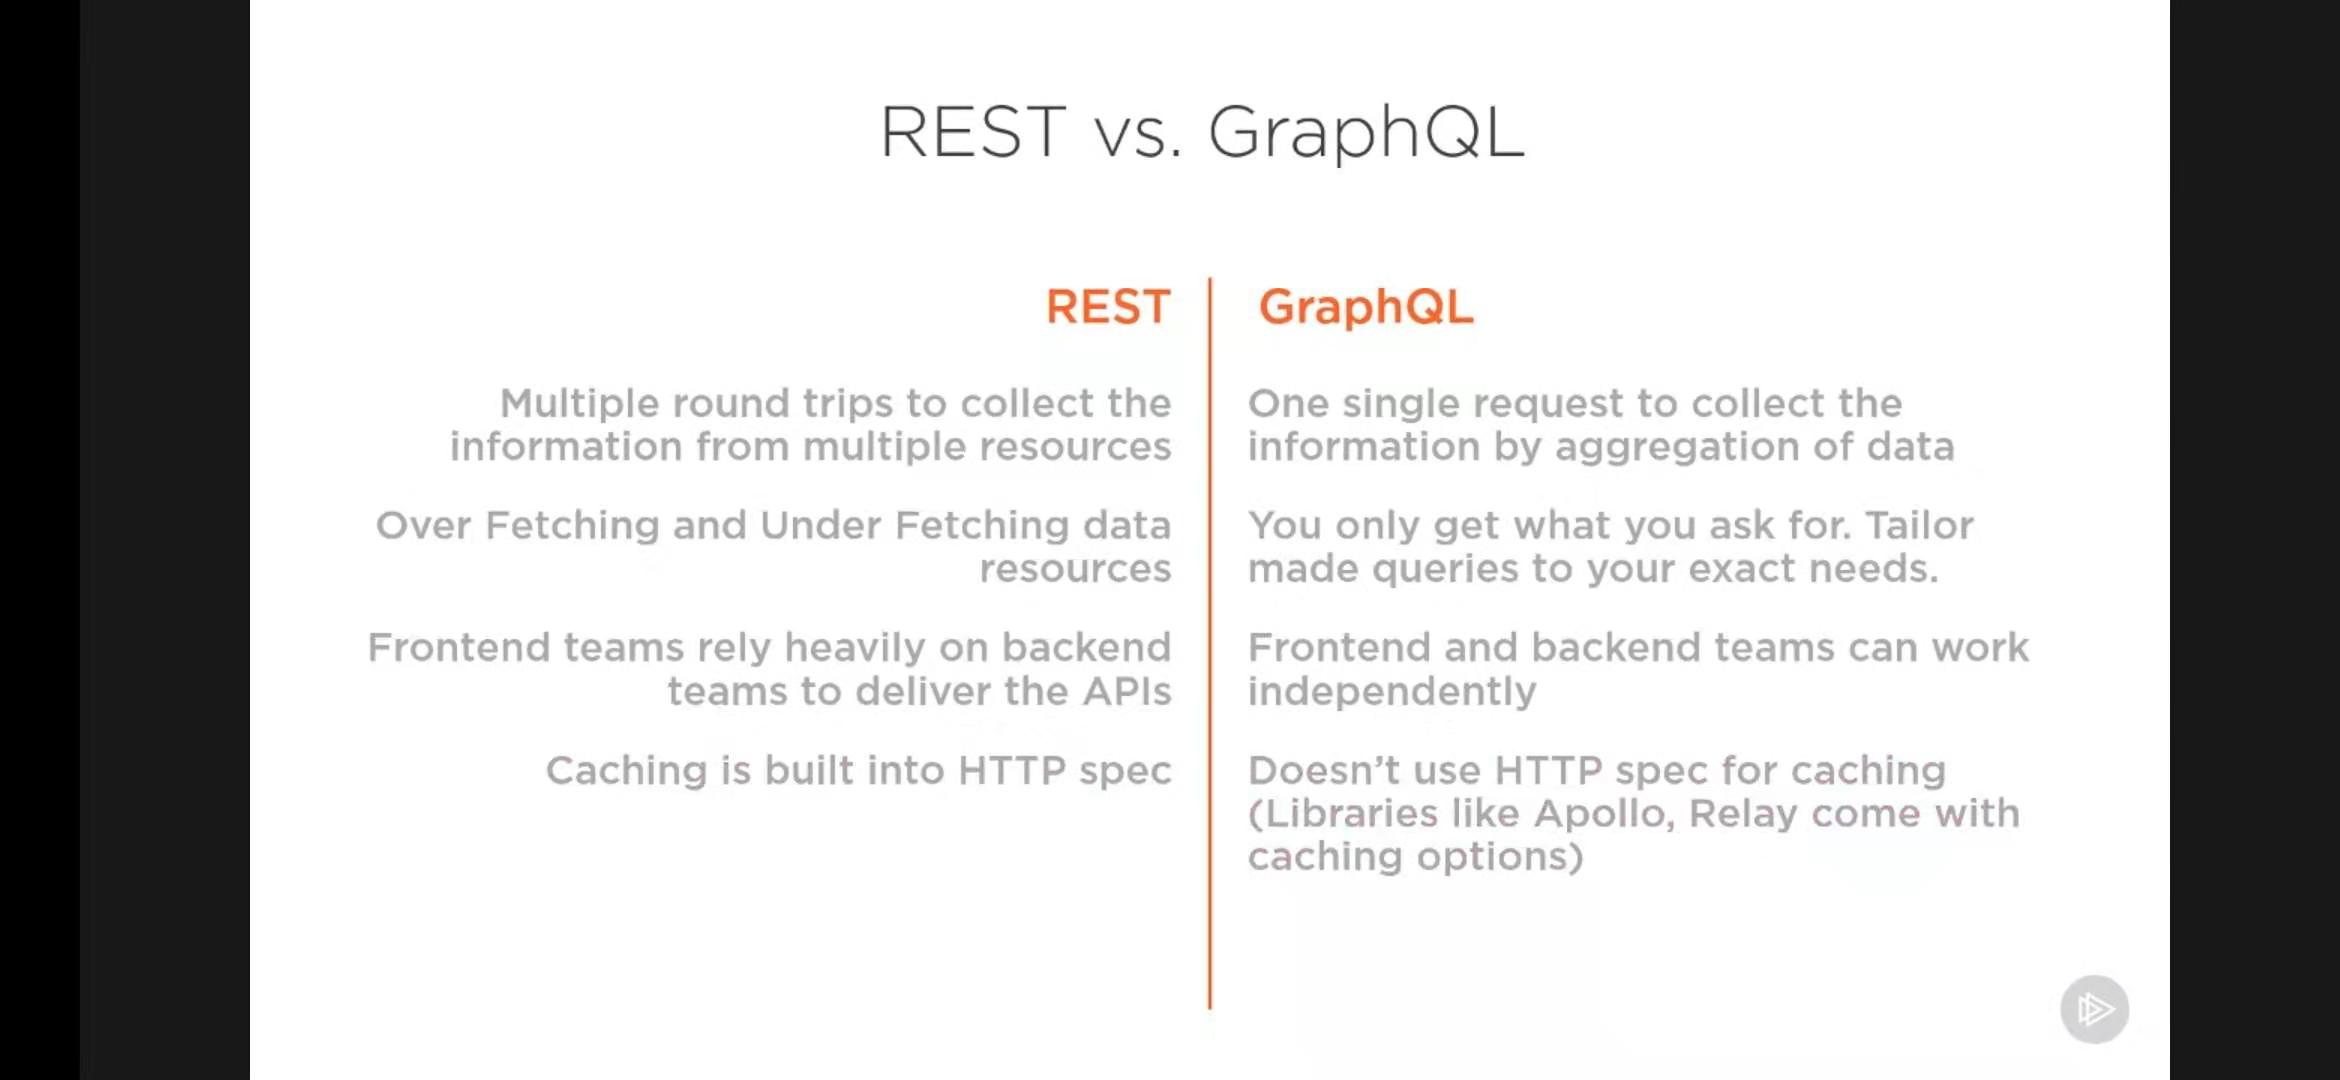 REST vs. GraphQL
REST
Multiple round trips to collect the
information from multiple resources
Over Fetching and Under Fetching data
resources
Frontend teams rely heavily on backend
teams to deliver the APIs
Caching is built into HTTP spec
GraphQL
One single request to collect the
information by aggregation of data
You only get what you ask for. Tailor
made queries to your exact needs.
Frontend and backend teams can work
independently
Doesn’t use HTTP spec for caching
(Libraries like Apollo, Relay come with
caching options)